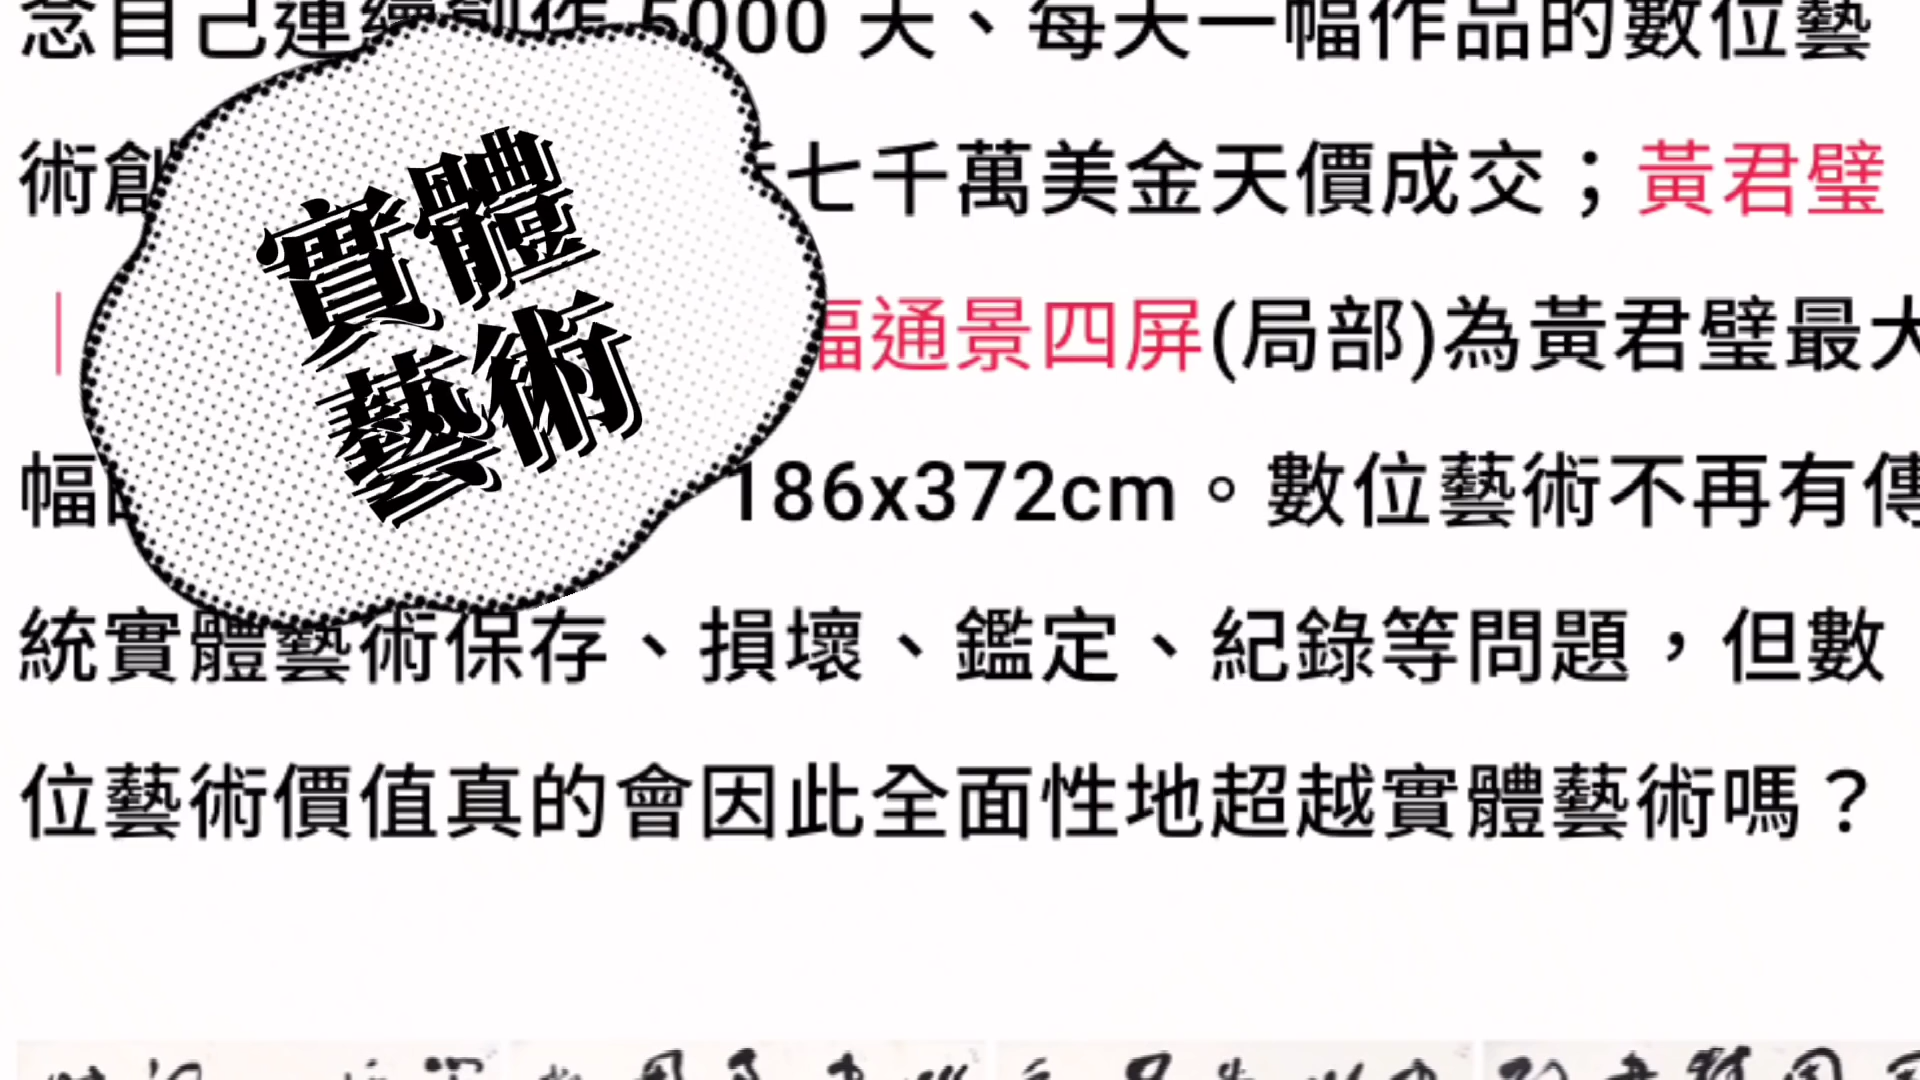 念自己連續創作 5000 天、每天一幅作品的數位藝
術創
七千萬美金天價成交；黃君璧
｜
幅通景四屏(局部)為黃君璧最大
幅
186x372cm。數位藝術不再有傳
統實體藝術保存、損壞、鑑定、紀錄等問題，但數
位藝術價值真的會因此全面性地超越實體藝術嗎？
實體
藝術